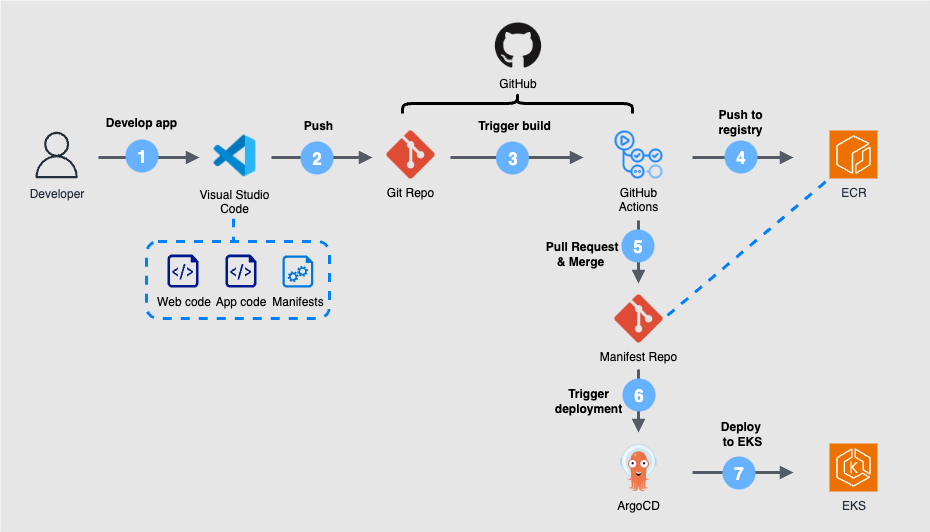 GitHub
Develop app
Push
Trigger build
Push to
registry
1
2
3
4
Developer
Visual Studio
Code
Git Repo
GitHub
Actions
ECR
Pull Request
& Merge
5
Web code
App code
Manifests
Manifest Repo
Trigger
deployment
6
Deploy
to EKS
7
K
ArgoCD
EKS